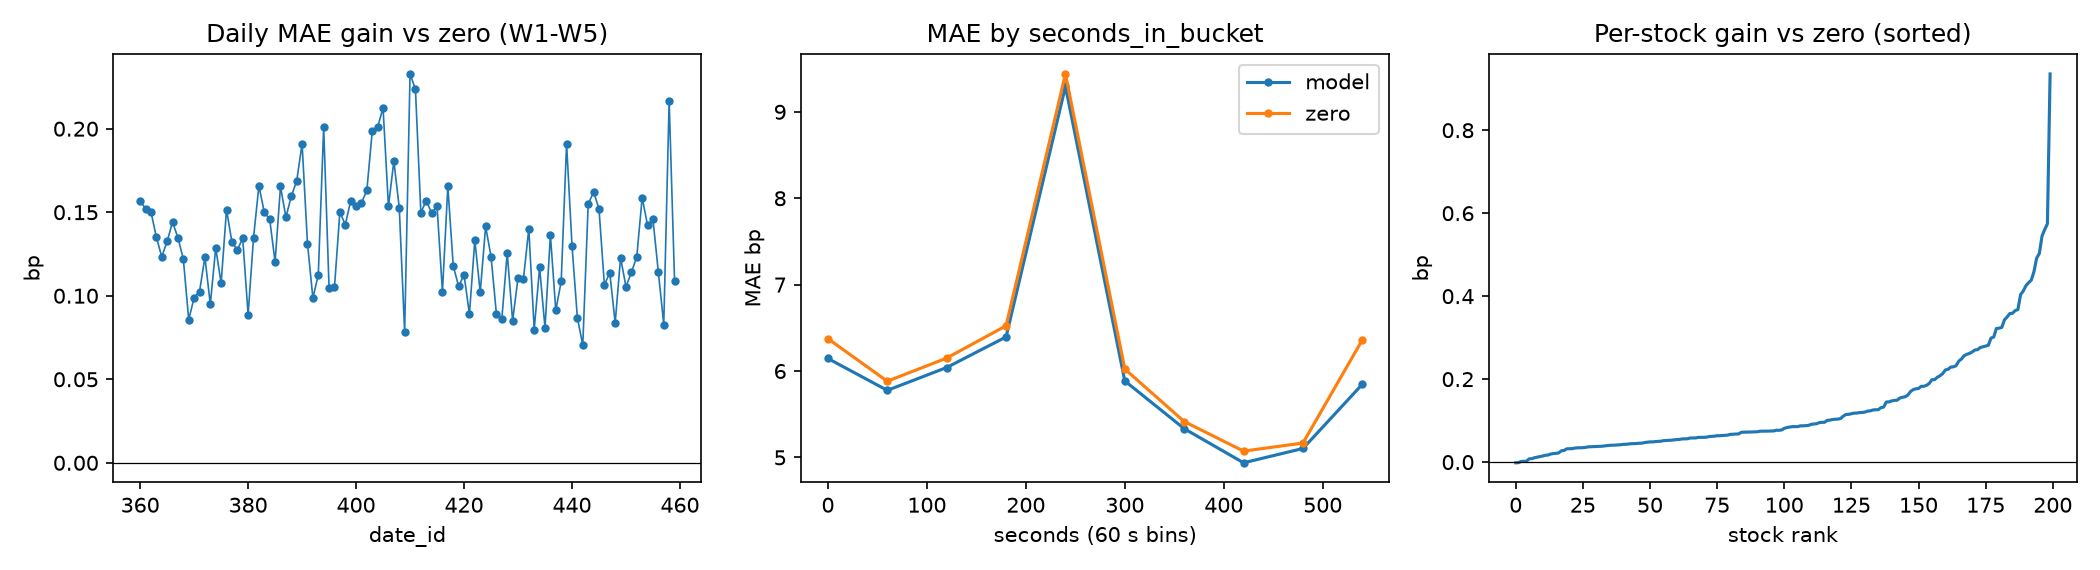 Daily MAE gain vs zero (W1-W5)
bp
0.20
0.15
0.10
0.05
0.00
360 380 400 420 440 460
date_id
MAE by seconds_in_bucket
MAE bp
9
8
7
6
5
model
zero
0 100 200 300 400 500
seconds (60 s bins)
Per-stock gain vs zero (sorted)
bp
0.8
0.6
0.4
0.2
0.0
0 25 50 75 100 125 150 175 200
stock rank